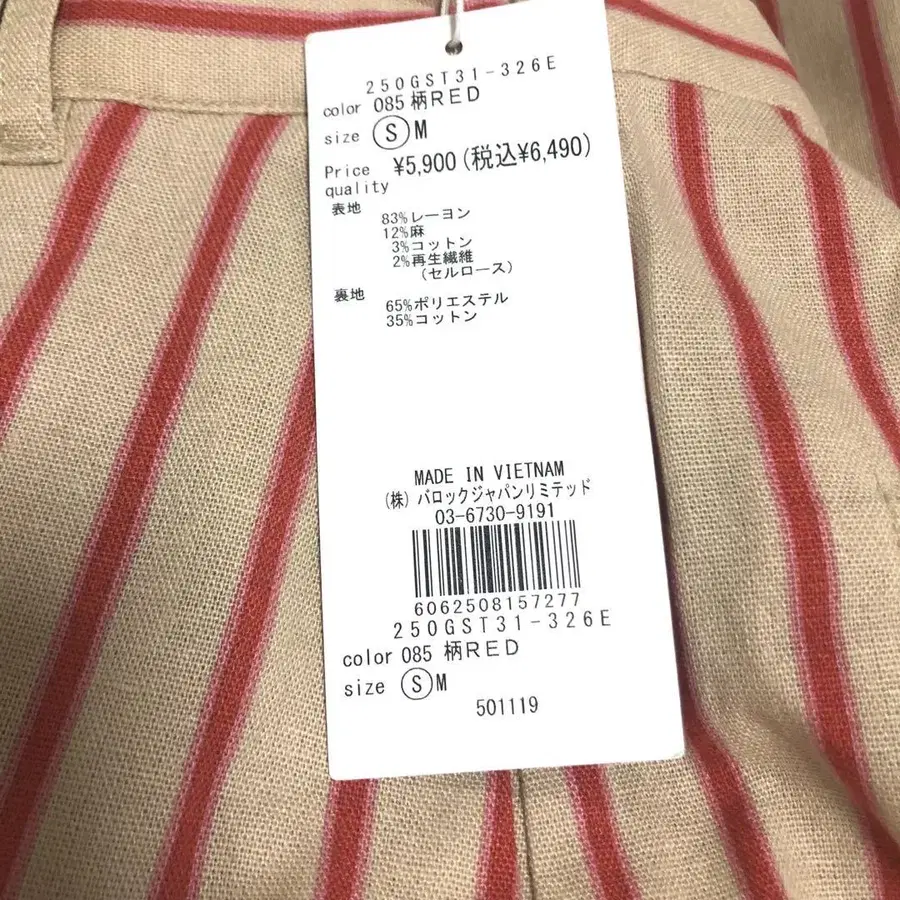 250GST31-326E
color 085 柄RED
size S M
Price ¥5,900(税込¥6,490)
quality
表地
83%レーヨン
12%麻
3%コットン
2%再生繊維
(セルロース)
裏地
65%ポリエステル
35%コットン
MADE IN VIETNAM
(株)バロックジャパンリミテッド
03-6730-9191
6062508157277
250GST31-326E
color 085 柄RED
size S M
501119